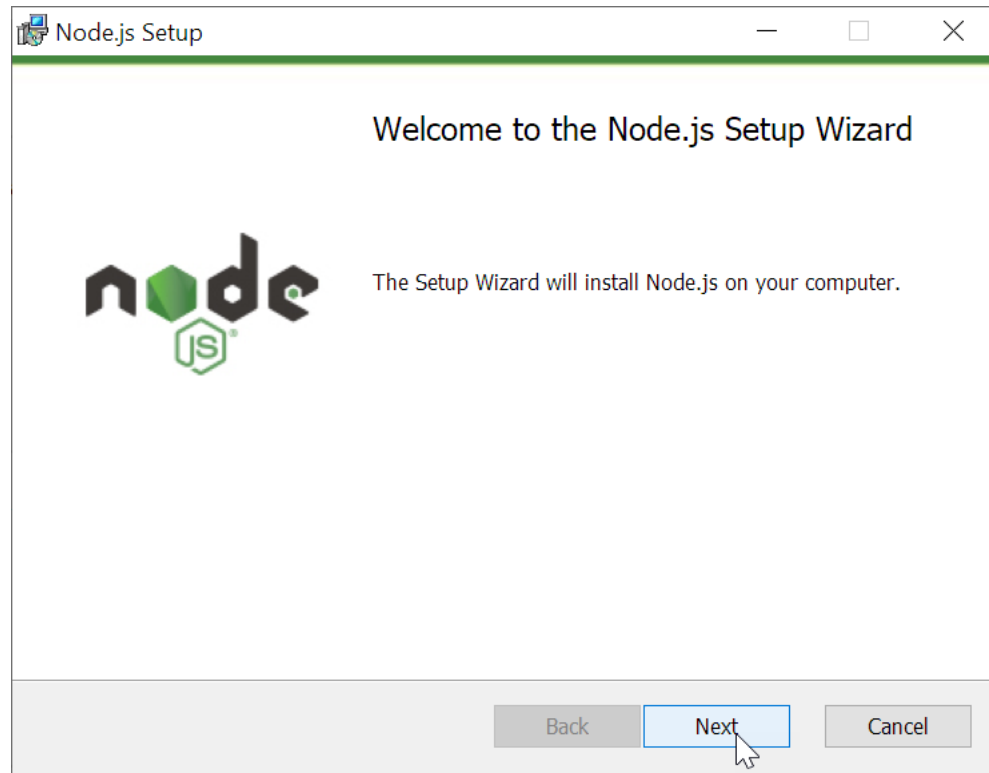 Node.js Setup
Welcome to the Node.js Setup Wizard
The Setup Wizard will install Node.js on your computer.
node
JS®
Back Next Cancel